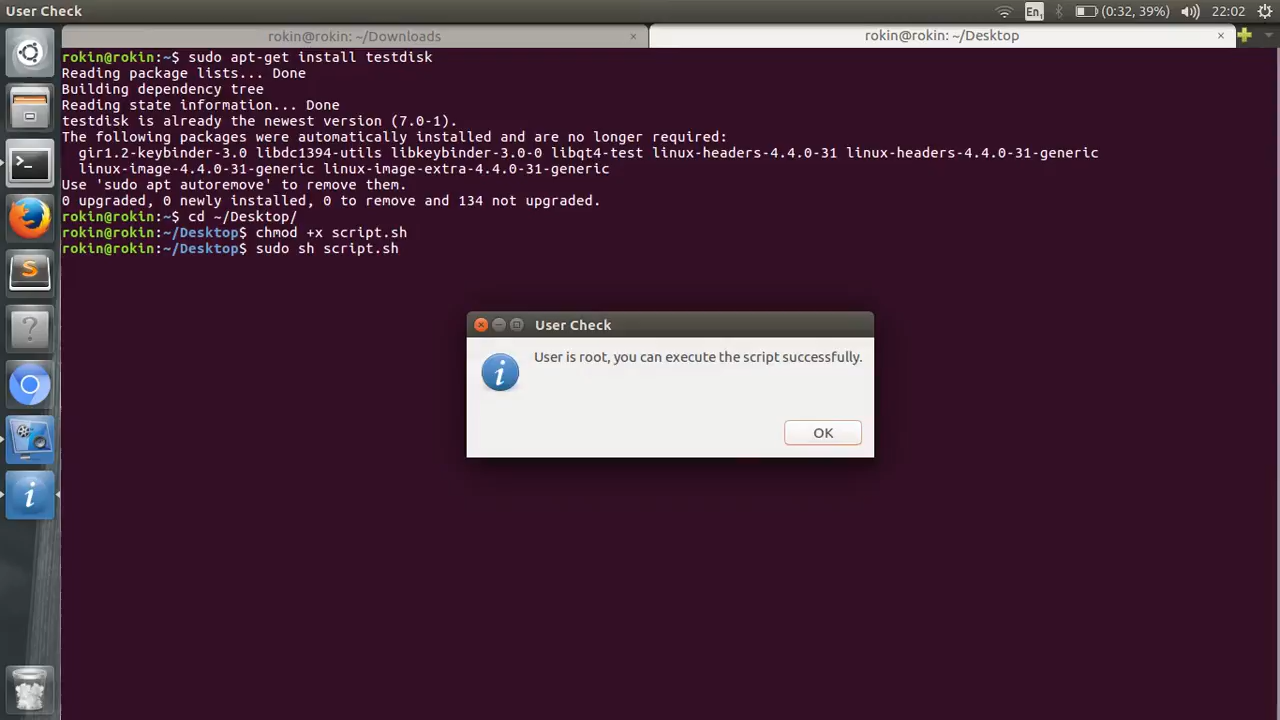 User Check
En1 (0:32, 39%) 22:02
rokin@rokin: ~/Downloads × rokin@rokin: ~/Desktop ×
rokin@rokin:~$ sudo apt-get install testdisk
Reading package lists... Done
Building dependency tree
Reading state information... Done
testdisk is already the newest version (7.0-1).
The following packages were automatically installed and are no longer required:
  gir1.2-keybinder-3.0 libdc1394-utils libkeybinder-3.0-0 libqt4-test linux-headers-4.4.0-31 linux-headers-4.4.0-31-generic
  linux-image-4.4.0-31-generic linux-image-extra-4.4.0-31-generic
Use 'sudo apt autoremove' to remove them.
0 upgraded, 0 newly installed, 0 to remove and 134 not upgraded.
rokin@rokin:~$ cd ~/Desktop/
rokin@rokin:~/Desktop$ chmod +x script.sh
rokin@rokin:~/Desktop$ sudo sh script.sh
User Check
User is root, you can execute the script successfully.
OK